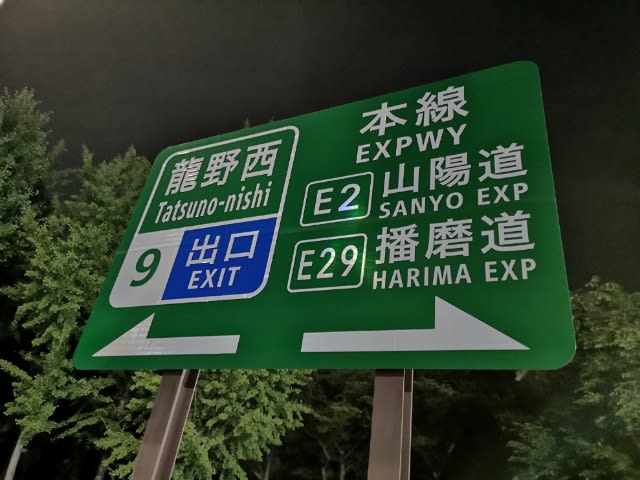 龍野西
Tatsuno-nishi
9
出口
EXIT
本線
EXPWY
E2 山陽道
SANYO EXP
E29 播磨道
HARIMA EXP